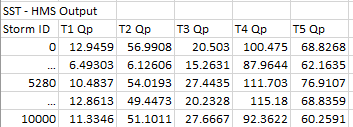 SST - HMS Output
Storm ID T1 Qp T2 Qp T3 Qp T4 Qp T5 Qp
0 12.9459 56.9908 20.503 100.475 68.8268
... 6.49303 6.12606 15.2631 87.9644 62.1635
5280 10.4837 54.0193 27.4435 111.703 76.9107
... 12.8613 49.4473 20.2328 115.18 68.8359
10000 11.3346 51.1011 27.6667 92.3622 60.2591